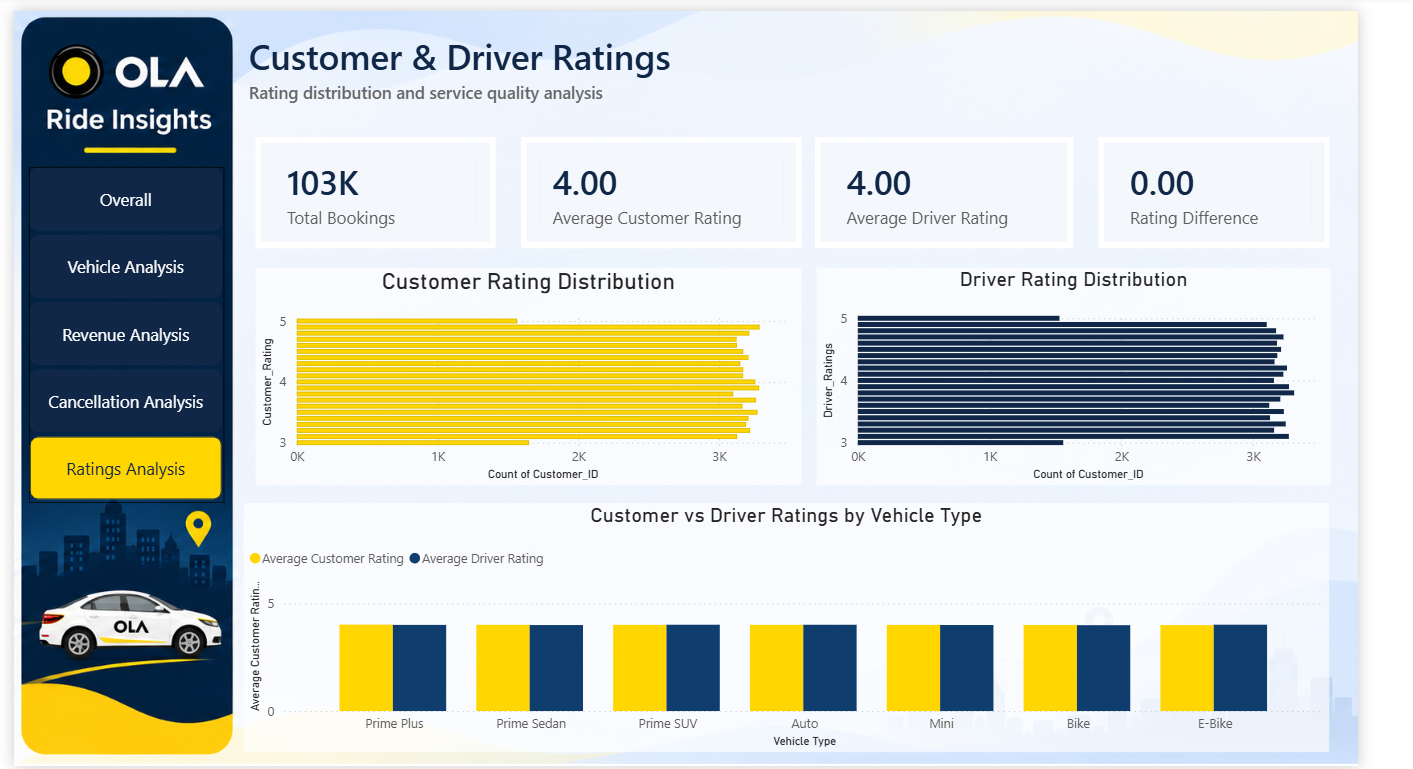 OLA
Ride Insights
Overall
Vehicle Analysis
Revenue Analysis
Cancellation Analysis
Ratings Analysis
OLA
Customer & Driver Ratings
Rating distribution and service quality analysis
103K
Total Bookings
4.00
Average Customer Rating
4.00
Average Driver Rating
0.00
Rating Difference
Customer Rating Distribution
Customer_Rating
5
4
3
0K 1K 2K 3K
Count of Customer_ID
Driver Rating Distribution
Driver_Ratings
5
4
3
0K 1K 2K 3K
Count of Customer_ID
Customer vs Driver Ratings by Vehicle Type
Average Customer Rating Average Driver Rating
Average Customer Ratin...
5
0
Prime Plus Prime Sedan Prime SUV Auto Mini Bike E-Bike
Vehicle Type